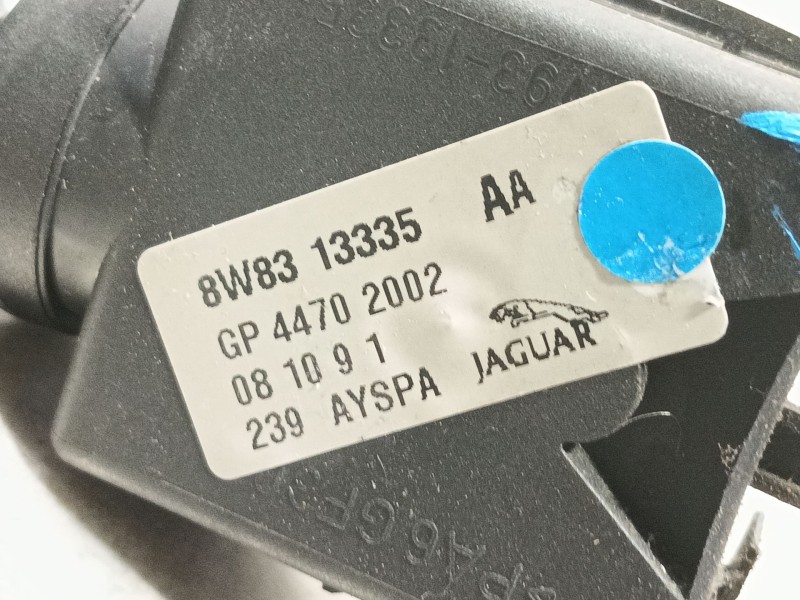 8W83 13335 AA
GP 4470 2002
08 10 9 1
239 AYSPA JAGUAR